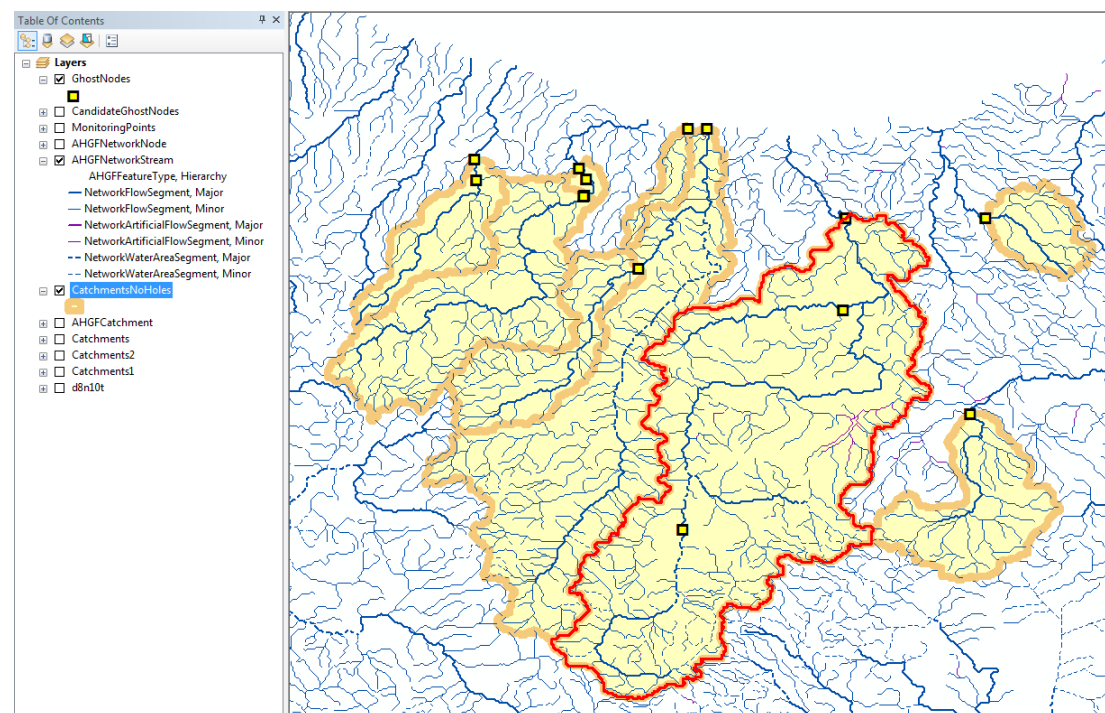 Table Of Contents
Layers
GhostNodes
CandidateGhostNodes
MonitoringPoints
AHGFNetworkNode
AHGFNetworkStream
AHGFFeatureType, Hierarchy
NetworkFlowSegment, Major
NetworkFlowSegment, Minor
NetworkArtificialFlowSegment, Major
NetworkArtificialFlowSegment, Minor
NetworkWaterAreaSegment, Major
NetworkWaterAreaSegment, Minor
CatchmentsNoHoles
AHGFCatchment
Catchments
Catchments2
Catchments1
d8n10t